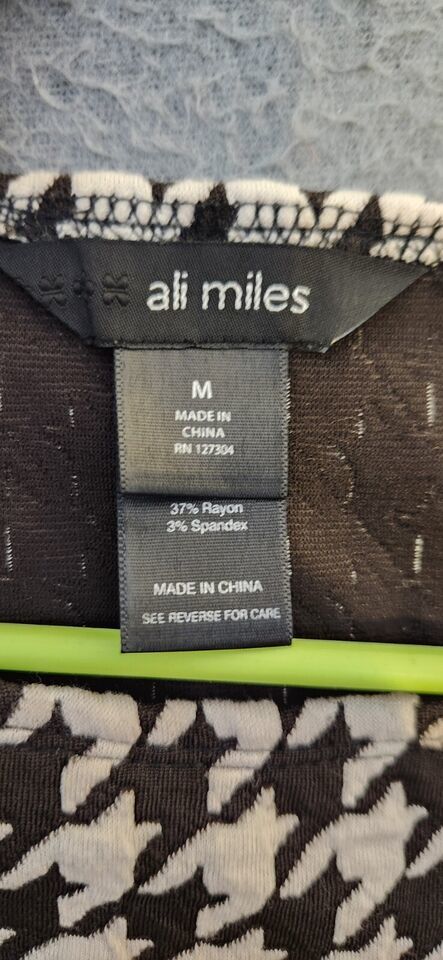 ali miles
M
MADE IN
CHINA
RN 127304
37% Rayon
3% Spandex
MADE IN CHINA
SEE REVERSE FOR CARE